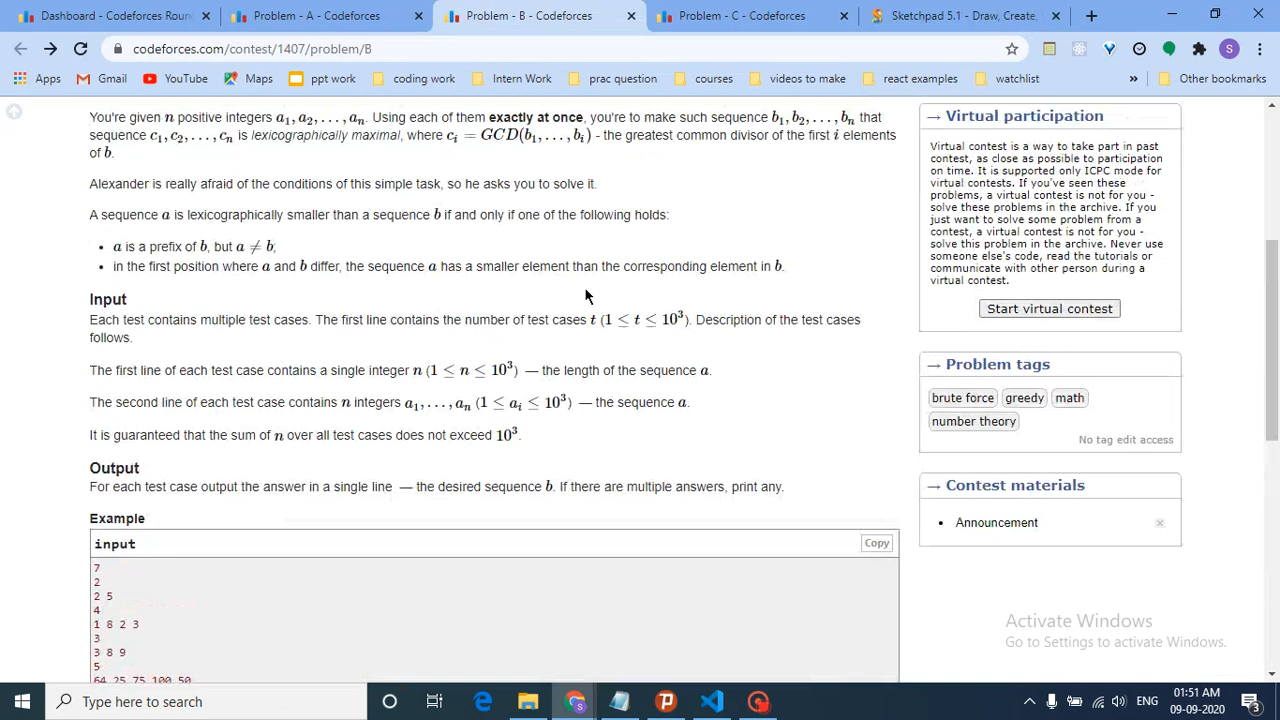 Dashboard - Codeforces Roun
Problem - A - Codeforces
Problem - B - Codeforces
Problem - C - Codeforces
Sketchpad 5.1 - Draw, Create,
codeforces.com/contest/1407/problem/B
S
Apps
Gmail
YouTube
Maps
ppt work
coding work
Intern Work
prac question
courses
videos to make
react examples
watchlist
Other bookmarks
You're given n positive integers a₁, a₂, . . . , aₙ. Using each of them exactly at once, you're to make such sequence b₁, b₂, . . . , bₙ that
sequence c₁, c₂, . . . , cₙ is lexicographically maximal, where cᵢ = GCD(b₁, . . . , bᵢ) - the greatest common divisor of the first i elements
of b.
Alexander is really afraid of the conditions of this simple task, so he asks you to solve it.
A sequence a is lexicographically smaller than a sequence b if and only if one of the following holds:
• a is a prefix of b, but a ≠ b;
• in the first position where a and b differ, the sequence a has a smaller element than the corresponding element in b.
Input
Each test contains multiple test cases. The first line contains the number of test cases t (1 ≤ t ≤ 10³). Description of the test cases
follows.
The first line of each test case contains a single integer n (1 ≤ n ≤ 10³) — the length of the sequence a.
The second line of each test case contains n integers a₁, . . . , aₙ (1 ≤ aᵢ ≤ 10³) — the sequence a.
It is guaranteed that the sum of n over all test cases does not exceed 10³.
Output
For each test case output the answer in a single line — the desired sequence b. If there are multiple answers, print any.
Example
input
Copy
7
2
2 5
4
1 8 2 3
3
3 8 9
5
64 25 75 100 50
→ Virtual participation
Virtual contest is a way to take part in past
contest, as close as possible to participation
on time. It is supported only ICPC mode for
virtual contests. If you've seen these
problems, a virtual contest is not for you -
solve these problems in the archive. If you
just want to solve some problem from a
contest, a virtual contest is not for you -
solve this problem in the archive. Never use
someone else's code, read the tutorials or
communicate with other person during a
virtual contest.
Start virtual contest
→ Problem tags
brute force
greedy
math
number theory
No tag edit access
→ Contest materials
• Announcement
Activate Windows
Go to Settings to activate Windows.
Type here to search
ENG
01:51 AM
09-09-2020
3